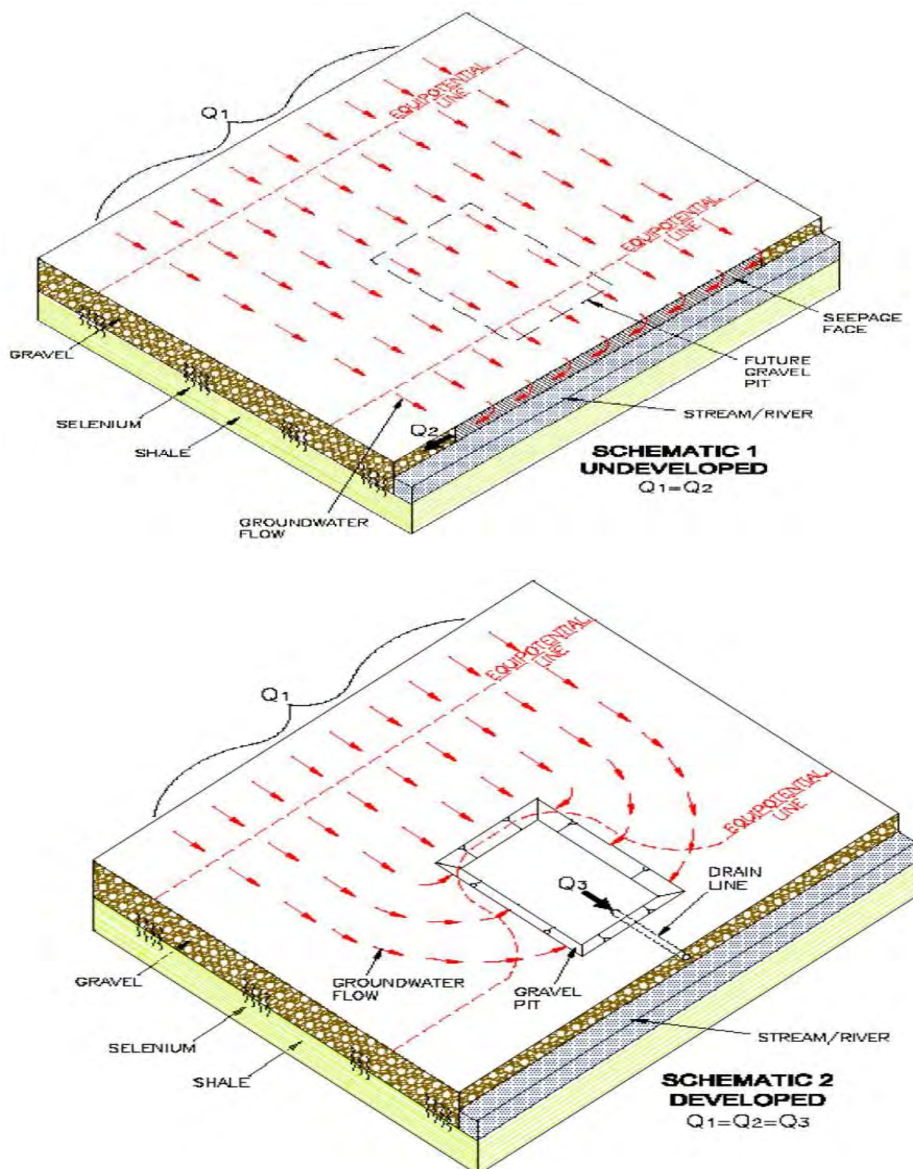 Q1
EQUIPOTENTIAL
LINE
EQUIPOTENTIAL
LINE
SEEPAGE
FACE
GRAVEL
FUTURE
GRAVEL
PIT
SELENIUM
STREAM/RIVER
SHALE
Q2
SCHEMATIC 1
UNDEVELOPED
Q1=Q2
GROUNDWATER
FLOW
EQUIPOTENTIAL
LINE
Q1
EQUIPOTENTIAL
LINE
DRAIN
LINE
Q3
GRAVEL
GROUNDWATER
FLOW
GRAVEL
PIT
SELENIUM
STREAM/RIVER
SHALE
SCHEMATIC 2
DEVELOPED
Q1=Q2=Q3